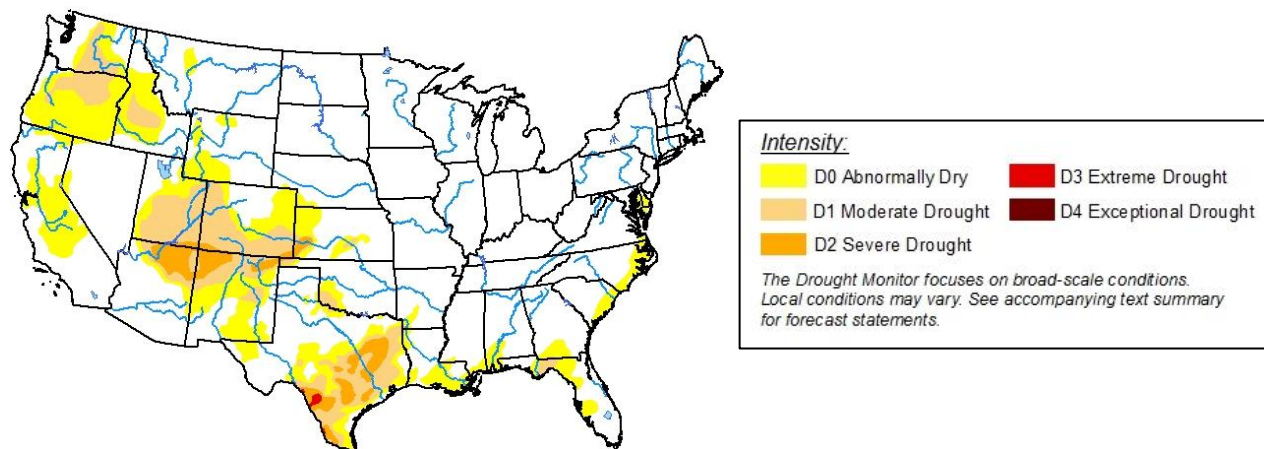 Intensity:
D0 Abnormally Dry
D1 Moderate Drought
D2 Severe Drought
D3 Extreme Drought
D4 Exceptional Drought
The Drought Monitor focuses on broad-scale conditions.
Local conditions may vary. See accompanying text summary
for forecast statements.